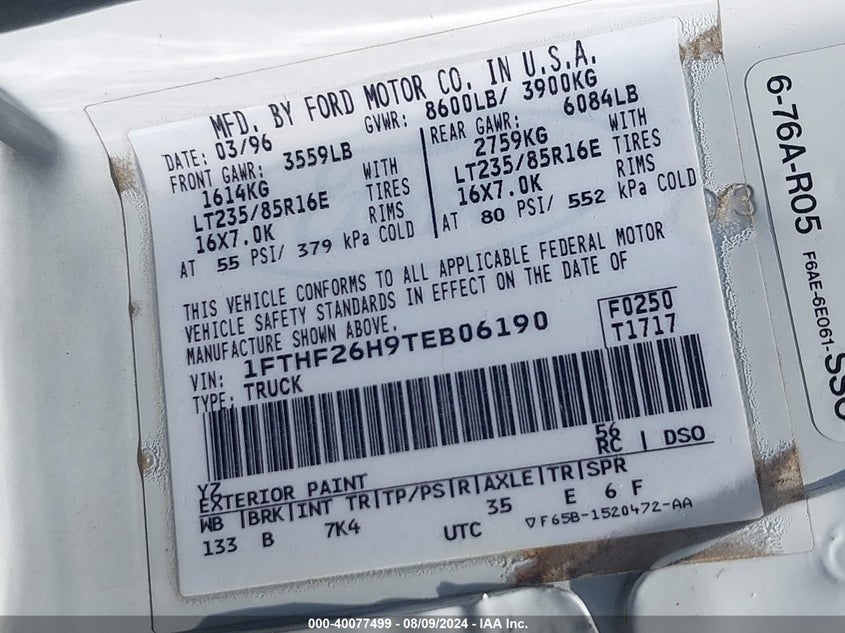 MFD. BY FORD MOTOR CO. IN U.S.A.
DATE: 03/96 GVWR: 8600LB/ 3900KG
FRONT GAWR: 3559LB
1614KG WITH
LT235/85R16E TIRES
16X7.0K RIMS
AT 55 PSI/ 379 kPa COLD
REAR GAWR: 6084LB
2759KG WITH
LT235/85R16E TIRES
16X7.0K RIMS
AT 80 PSI/ 552 kPa COLD
THIS VEHICLE CONFORMS TO ALL APPLICABLE FEDERAL MOTOR
VEHICLE SAFETY STANDARDS IN EFFECT ON THE DATE OF
MANUFACTURE SHOWN ABOVE.
VIN: 1FTHF26H9TEB06190
TYPE: TRUCK
F0250
T1717
YZ
EXTERIOR PAINT
56
RC | DSO
WB |BRK|INT TR|TP/PS|R|AXLE|TR|SPR
133 B 7K4 35 E 6 F
UTC ▽F65B-1520472-AA
6-76A-R05
F6AE-6E061-
000-40077499 - 08/09/2024 - IAA Inc.